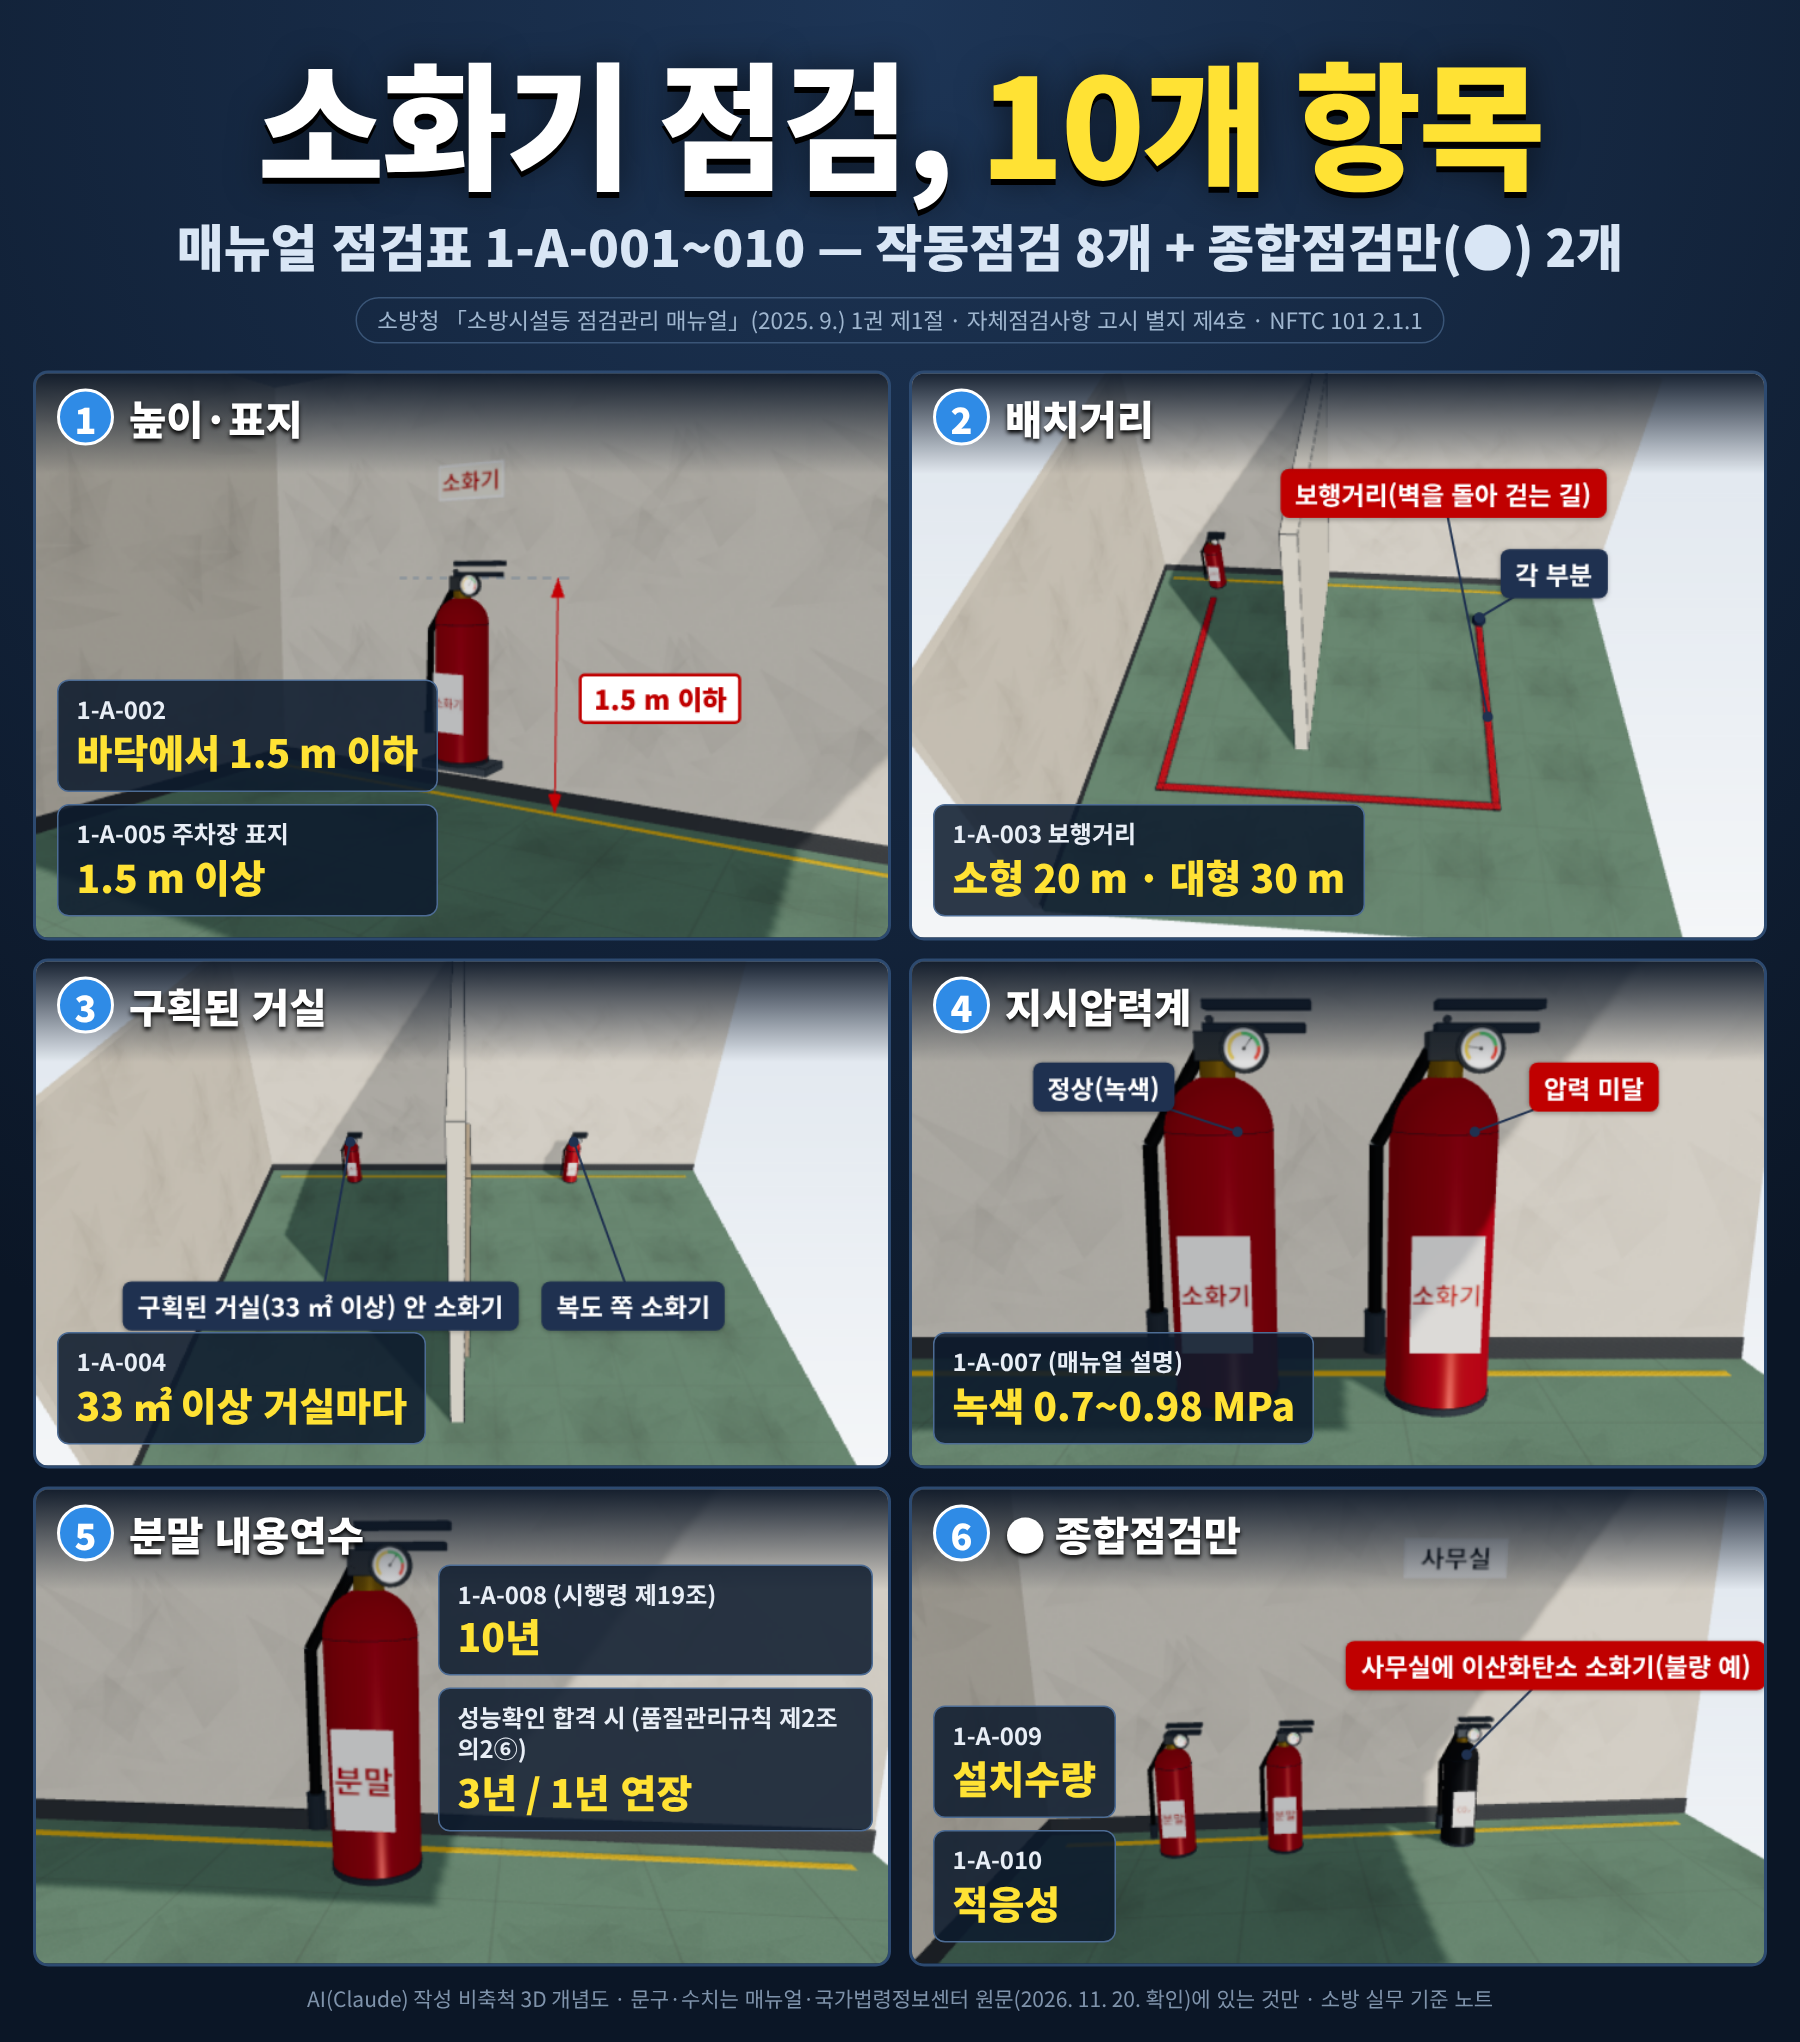 소화기 점검, 10개 항목
매뉴얼 점검표 1-A-001~010 — 작동점검 8개 + 종합점검만(●) 2개
소방청 「소방시설등 점검관리 매뉴얼」(2025. 9.) 1권 제1절 · 자체점검사항 고시 별지 제4호 · NFTC 101 2.1.1
1 높이·표지
소화기
소화기
1.5 m 이하
1-A-002
바닥에서 1.5 m 이하
1-A-005 주차장 표지
1.5 m 이상
2 배치거리
보행거리(벽을 돌아 걷는 길)
각 부분
1-A-003 보행거리
소형 20 m · 대형 30 m
3 구획된 거실
구획된 거실(33 ㎡ 이상) 안 소화기
복도 쪽 소화기
1-A-004
33 ㎡ 이상 거실마다
4 지시압력계
정상(녹색)
압력 미달
소화기
소화기
1-A-007 (매뉴얼 설명)
녹색 0.7~0.98 MPa
5 분말 내용연수
1-A-008 (시행령 제19조)
10년
성능확인 합격 시 (품질관리규칙 제2조
의2⑥)
3년 / 1년 연장
분말
6 ● 종합점검만
사무실
사무실에 이산화탄소 소화기(불량 예)
1-A-009
설치수량
분말
분말
1-A-010
적응성
AI(Claude) 작성 비축척 3D 개념도 · 문구·수치는 매뉴얼·국가법령정보센터 원문(2026. 11. 20. 확인)에 있는 것만 · 소방 실무 기준 노트